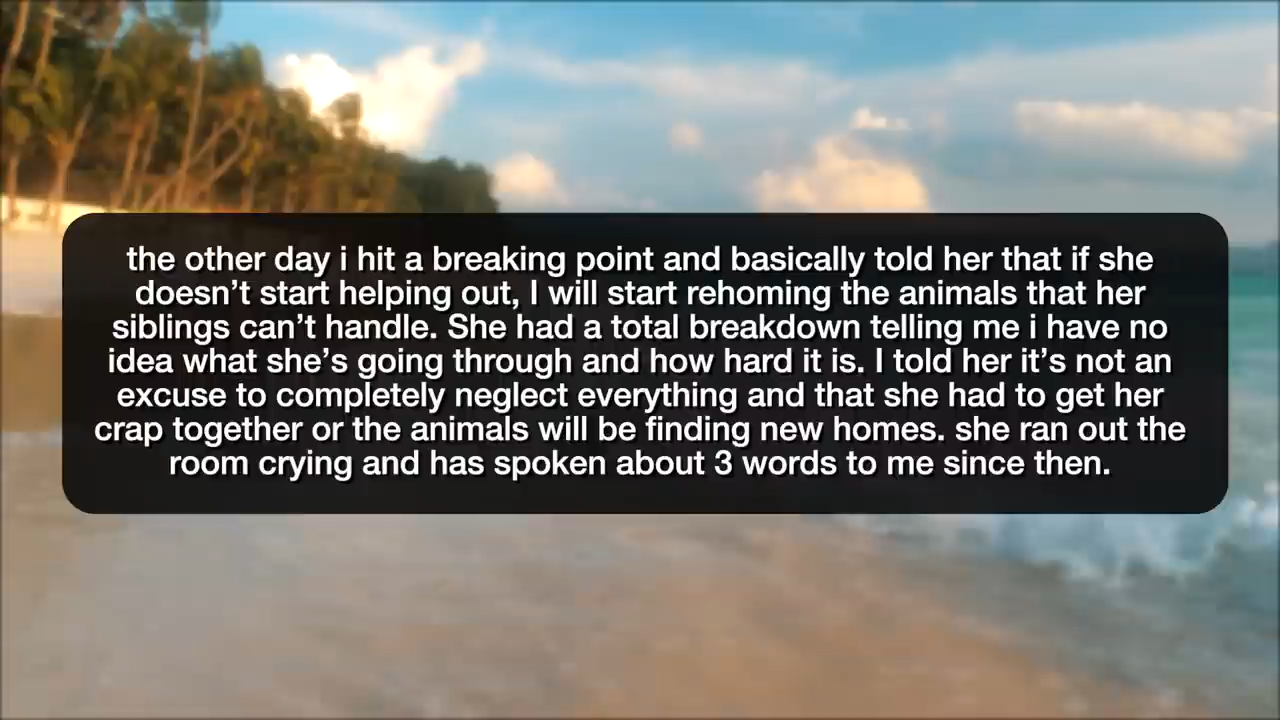 the other day i hit a breaking point and basically told her that if she
doesn’t start helping out, I will start rehoming the animals that her
siblings can’t handle. She had a total breakdown telling me i have no
idea what she’s going through and how hard it is. I told her it’s not an
excuse to completely neglect everything and that she had to get her
crap together or the animals will be finding new homes. she ran out the
room crying and has spoken about 3 words to me since then.